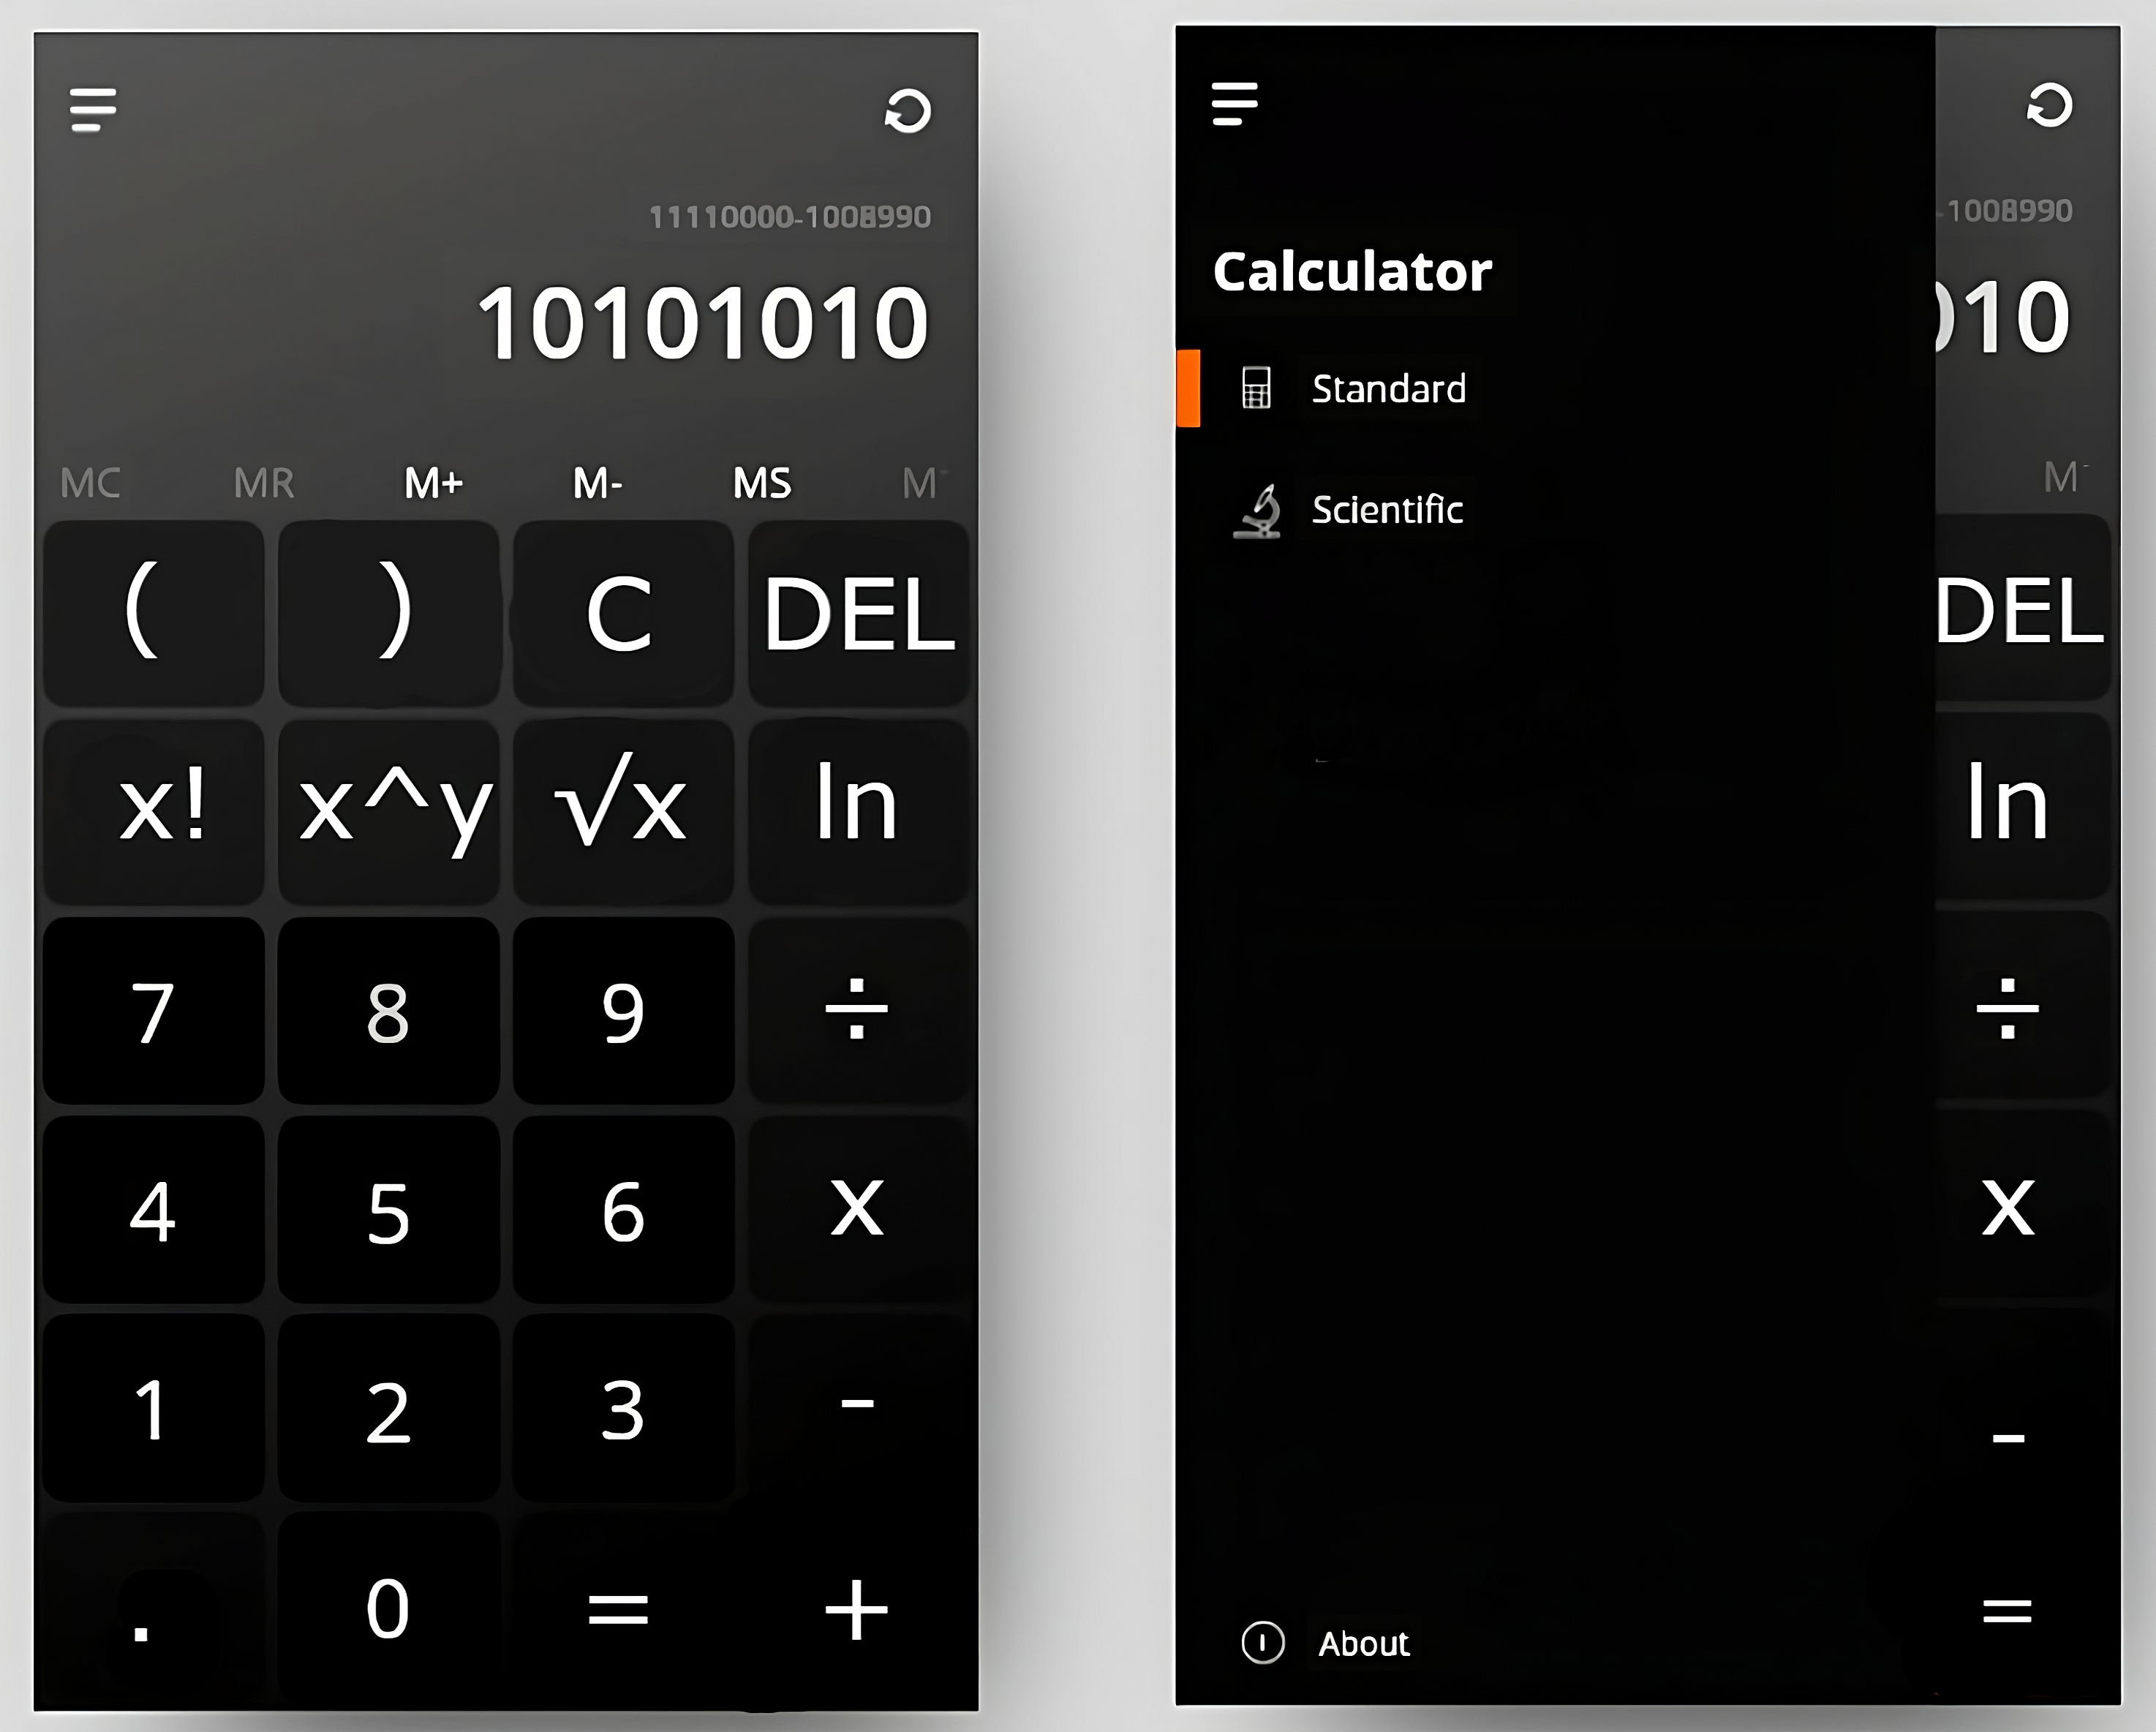 11110000-1008990
10101010
MC MR M+ M- MS M
( ) C DEL
x! x^y √x ln
7 8 9 ÷
4 5 6 x
1 2 3 -
. 0 = +
-1008990
Calculator
010
Standard
M
Scientific
DEL
ln
÷
x
-
=
About